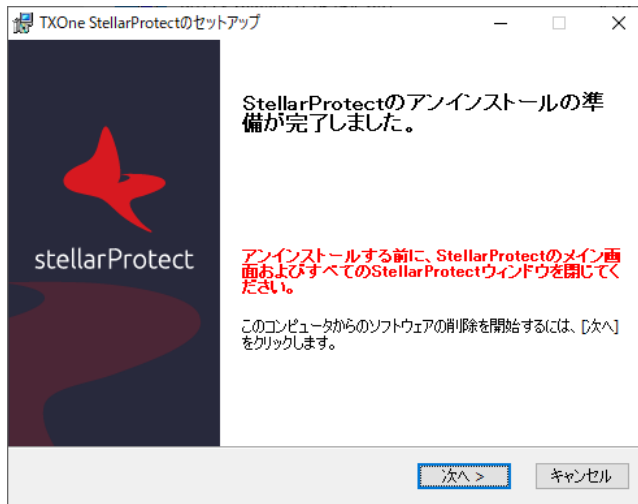 TXOne StellarProtectのセットアップ
StellarProtectのアンインストールの準
備が完了しました。
stellarProtect
アンインストールする前に、StellarProtectのメイン画
面およびすべてのStellarProtectウィンドウを閉じてく
ださい。
このコンピュータからのソフトウェアの削除を開始するには、[次へ]
をクリックします。
次へ >
キャンセル